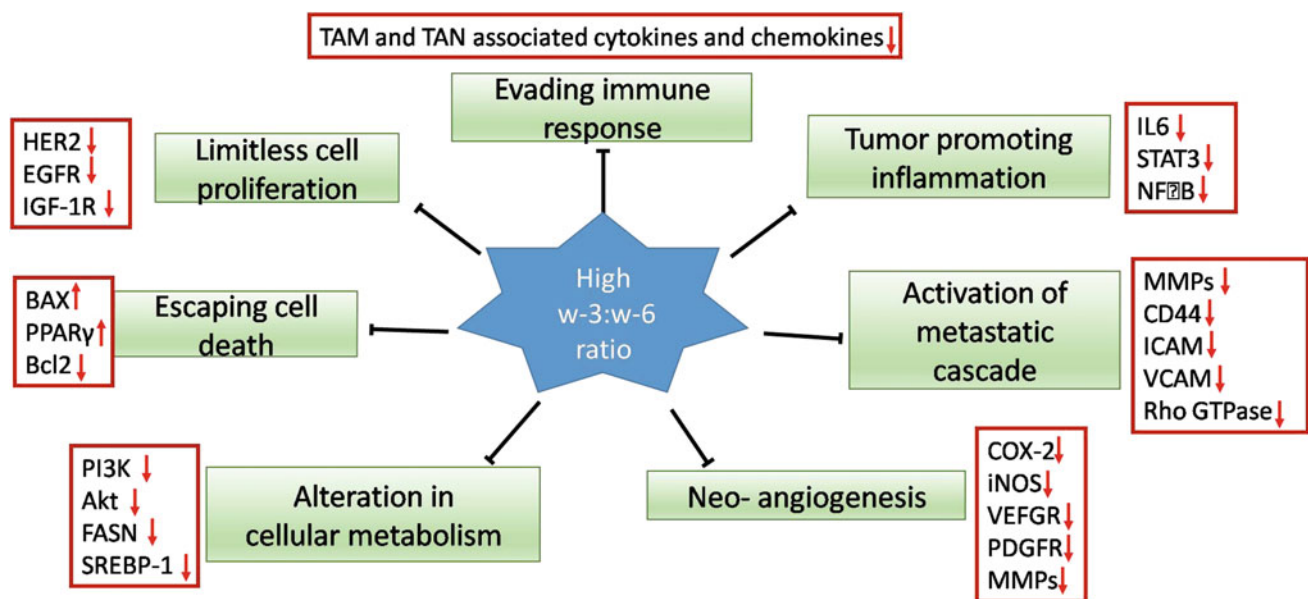 TAM and TAN associated cytokines and chemokines↓
Evading immune
response
HER2↓
EGFR↓
IGF-1R↓
Limitless cell
proliferation
Tumor promoting
inflammation
IL6↓
STAT3↓
NF⍰B↓
High
w-3:w-6
ratio
BAX↑
PPARγ↑
Bcl2↓
Escaping cell
death
Activation of
metastatic
cascade
MMPs↓
CD44↓
ICAM↓
VCAM↓
Rho GTPase↓
PI3K↓
Akt↓
FASN↓
SREBP-1↓
Alteration in
cellular metabolism
Neo- angiogenesis
COX-2↓
iNOS↓
VEFGR↓
PDGFR↓
MMPs↓